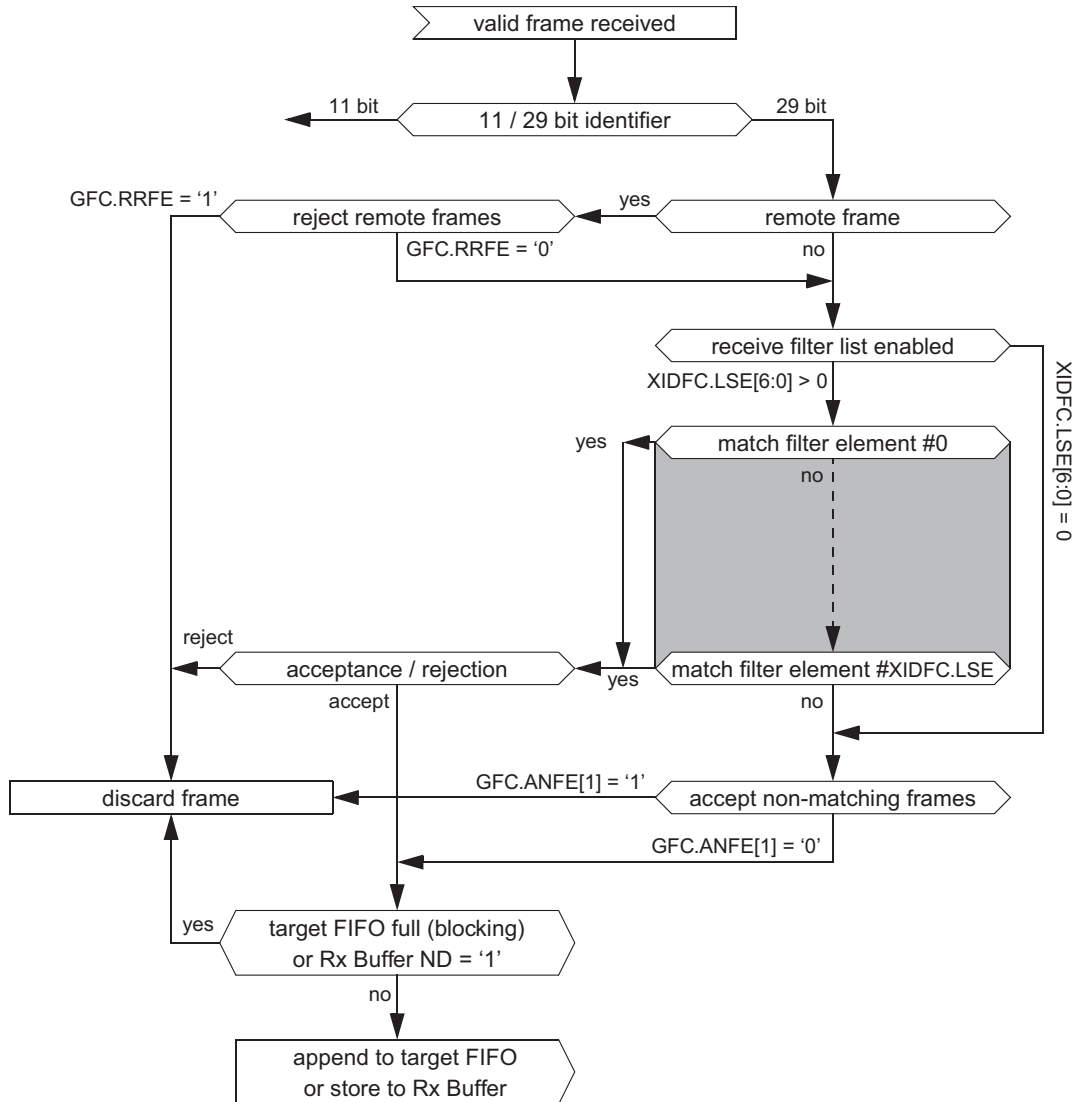 valid frame received
11 bit
11 / 29 bit identifier
29 bit
GFC.RRFE = ‘1’
reject remote frames
yes
remote frame
GFC.RRFE = ‘0’
no
receive filter list enabled
XIDFC.LSE[6:0] > 0
XIDFC.LSE[6:0] = 0
yes
match filter element #0
no
reject
acceptance / rejection
yes
match filter element #XIDFC.LSE
accept
no
discard frame
GFC.ANFE[1] = ‘1’
accept non-matching frames
GFC.ANFE[1] = ‘0’
yes
target FIFO full (blocking)
or Rx Buffer ND = ‘1’
no
append to target FIFO
or store to Rx Buffer